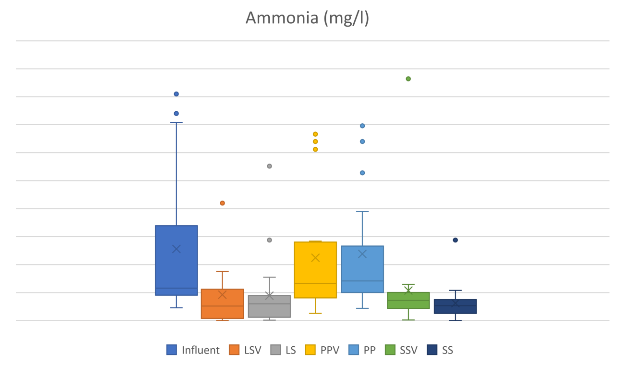 Ammonia (mg/l)
Influent LSV LS PPV PP SSV SS